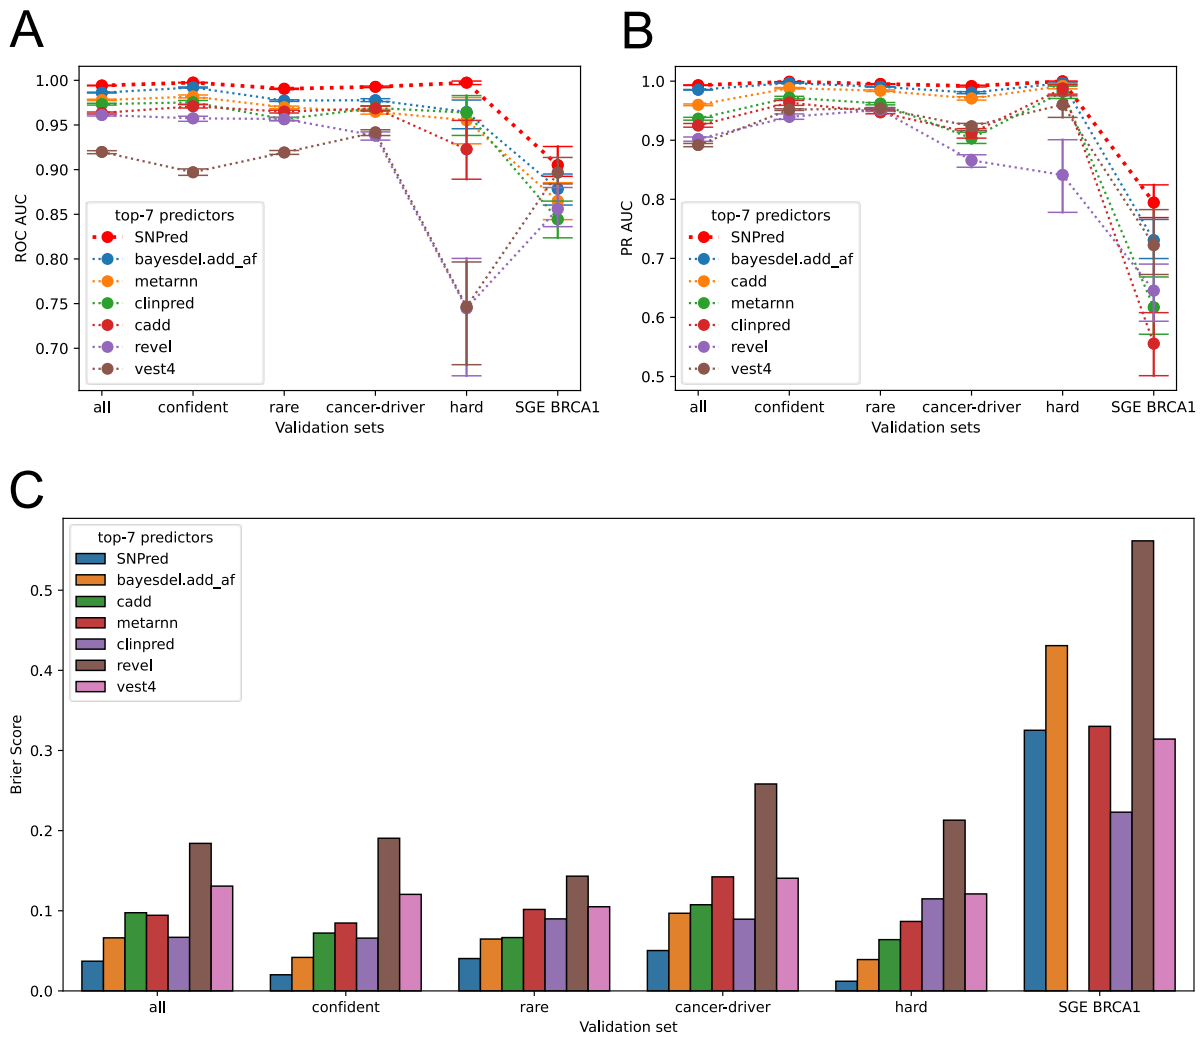 A
1.00
0.95
0.90
0.85
0.80
0.75
0.70
ROC AUC
top-7 predictors
SNPred
bayesdel.add_af
metarnn
clinpred
cadd
revel
vest4
all
confident
rare
cancer-driver
hard
SGE BRCA1
Validation sets
B
1.0
0.9
0.8
0.7
0.6
0.5
PR AUC
top-7 predictors
SNPred
bayesdel.add_af
cadd
metarnn
clinpred
revel
vest4
all
confident
rare
cancer-driver
hard
SGE BRCA1
Validation sets
C
0.5
0.4
0.3
0.2
0.1
0.0
Brier Score
top-7 predictors
SNPred
bayesdel.add_af
cadd
metarnn
clinpred
revel
vest4
all
confident
rare
cancer-driver
hard
SGE BRCA1
Validation set